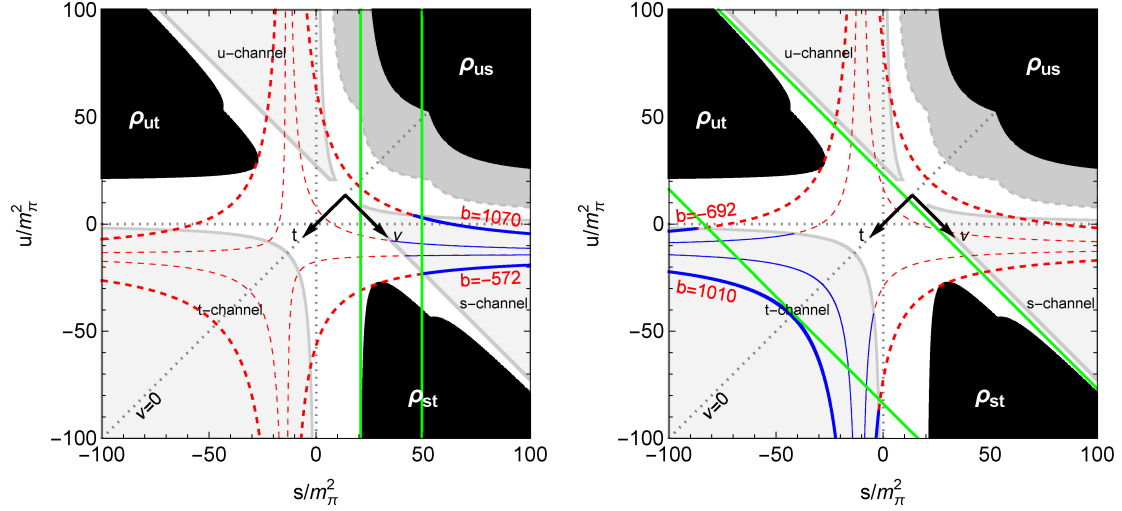 100
50
0
−50
−100
−100
−50
0
50
100
u/m²π
s/m²π
u−channel
ρus
ρut
b=1070
t
ν
b=−572
s−channel
t−channel
ν=0
ρst
100
50
0
−50
−100
−100
−50
0
50
100
u/m²π
s/m²π
u−channel
ρus
ρut
b=−692
t
ν
b=1010
s−channel
t−channel
ν=0
ρst